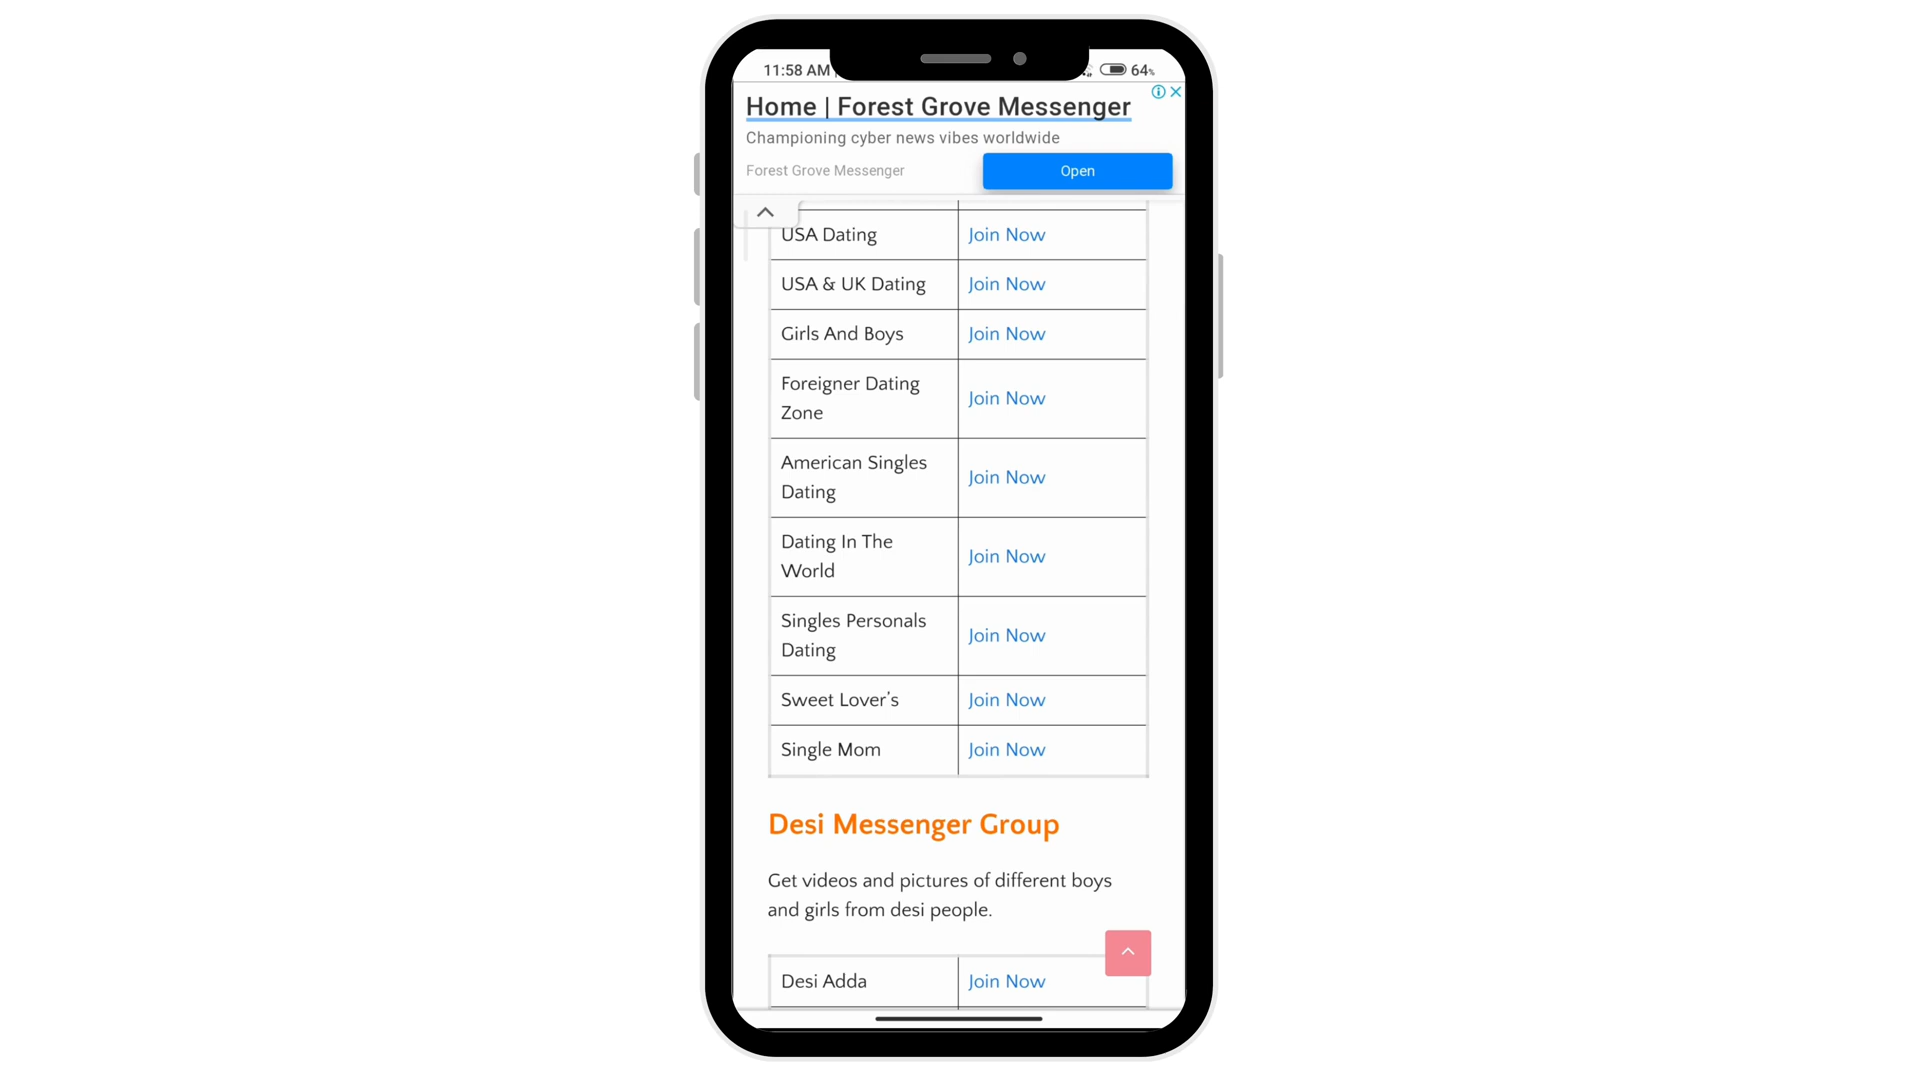 11:58 AM
64%
Home | Forest Grove Messenger
Championing cyber news vibes worldwide
Forest Grove Messenger
Open
USA Dating
Join Now
USA & UK Dating
Join Now
Girls And Boys
Join Now
Foreigner Dating
Zone
Join Now
American Singles
Dating
Join Now
Dating In The
World
Join Now
Singles Personals
Dating
Join Now
Sweet Lover's
Join Now
Single Mom
Join Now
Desi Messenger Group
Get videos and pictures of different boys
and girls from desi people.
Desi Adda
Join Now